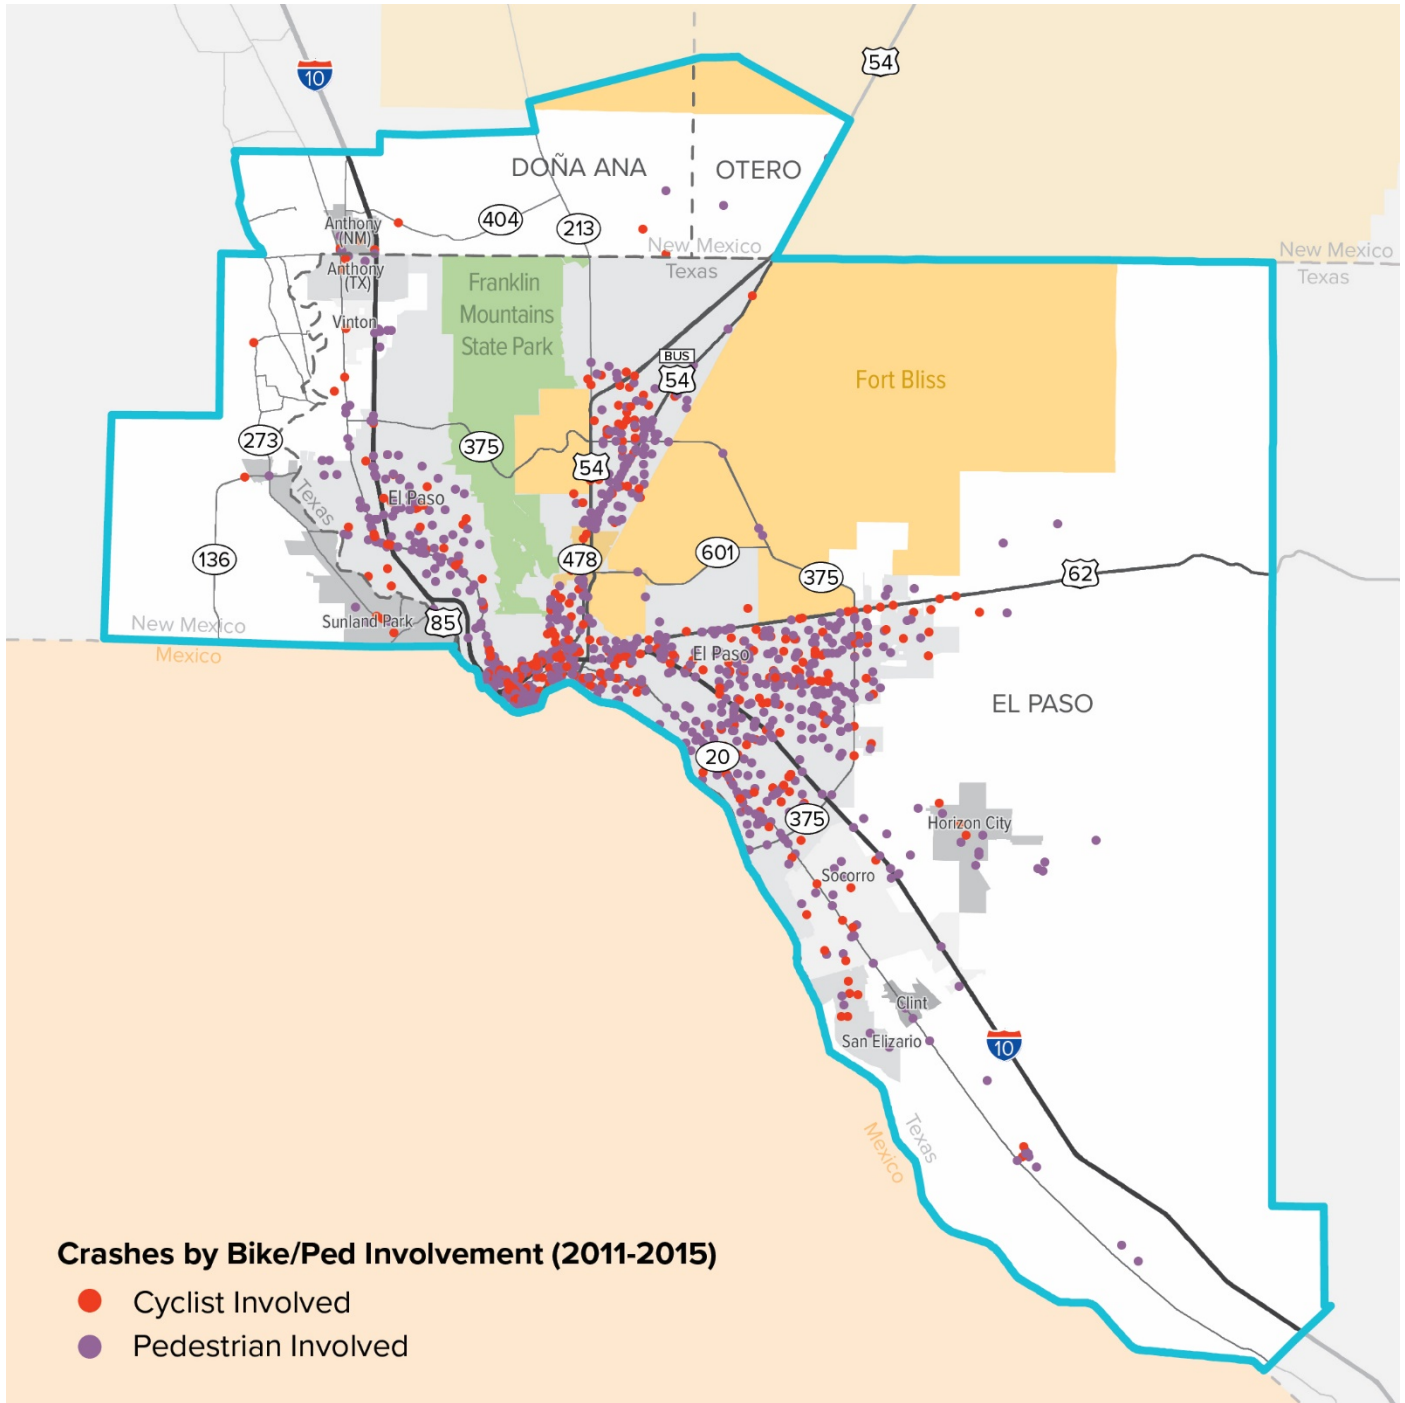 54
10
DOÑA ANA
OTERO
404
213
Anthony
(NM)
New Mexico
Texas
New Mexico
Texas
Anthony
(TX)
Franklin
Mountains
State Park
Vinton
BUS
54
Fort Bliss
273
375
54
El Paso
Texas
136
478
601
375
62
New Mexico
Mexico
Sunland Park
85
El Paso
EL PASO
20
375
Horizon City
Socorro
Clint
San Elizario
10
Mexico
Texas
Crashes by Bike/Ped Involvement (2011-2015)
Cyclist Involved
Pedestrian Involved